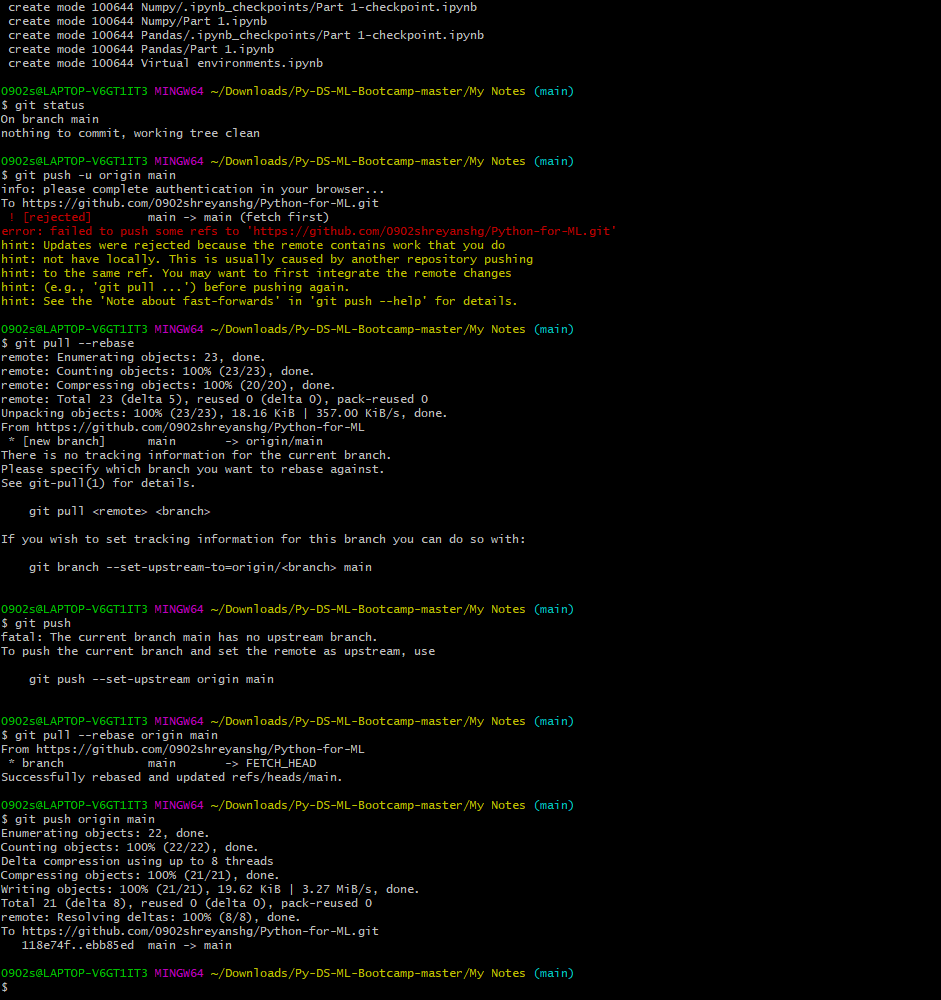 create mode 100644 Numpy/.ipynb_checkpoints/Part 1-checkpoint.ipynb
create mode 100644 Numpy/Part 1.ipynb
create mode 100644 Pandas/.ipynb_checkpoints/Part 1-checkpoint.ipynb
create mode 100644 Pandas/Part 1.ipynb
create mode 100644 Virtual environments.ipynb

0902s@LAPTOP-V6GT1IT3 MINGW64 ~/Downloads/Py-DS-ML-Bootcamp-master/My Notes (main)
$ git status
On branch main
nothing to commit, working tree clean

0902s@LAPTOP-V6GT1IT3 MINGW64 ~/Downloads/Py-DS-ML-Bootcamp-master/My Notes (main)
$ git push -u origin main
info: please complete authentication in your browser...
To https://github.com/0902shreyanshg/Python-for-ML.git
 ! [rejected]        main -> main (fetch first)
error: failed to push some refs to 'https://github.com/0902shreyanshg/Python-for-ML.git'
hint: Updates were rejected because the remote contains work that you do
hint: not have locally. This is usually caused by another repository pushing
hint: to the same ref. You may want to first integrate the remote changes
hint: (e.g., 'git pull ...') before pushing again.
hint: See the 'Note about fast-forwards' in 'git push --help' for details.

0902s@LAPTOP-V6GT1IT3 MINGW64 ~/Downloads/Py-DS-ML-Bootcamp-master/My Notes (main)
$ git pull --rebase
remote: Enumerating objects: 23, done.
remote: Counting objects: 100% (23/23), done.
remote: Compressing objects: 100% (20/20), done.
remote: Total 23 (delta 5), reused 0 (delta 0), pack-reused 0
Unpacking objects: 100% (23/23), 18.16 KiB | 357.00 KiB/s, done.
From https://github.com/0902shreyanshg/Python-for-ML
 * [new branch]      main       -> origin/main
There is no tracking information for the current branch.
Please specify which branch you want to rebase against.
See git-pull(1) for details.

    git pull <remote> <branch>

If you wish to set tracking information for this branch you can do so with:

    git branch --set-upstream-to=origin/<branch> main


0902s@LAPTOP-V6GT1IT3 MINGW64 ~/Downloads/Py-DS-ML-Bootcamp-master/My Notes (main)
$ git push
fatal: The current branch main has no upstream branch.
To push the current branch and set the remote as upstream, use

    git push --set-upstream origin main


0902s@LAPTOP-V6GT1IT3 MINGW64 ~/Downloads/Py-DS-ML-Bootcamp-master/My Notes (main)
$ git pull --rebase origin main
From https://github.com/0902shreyanshg/Python-for-ML
 * branch            main       -> FETCH_HEAD
Successfully rebased and updated refs/heads/main.

0902s@LAPTOP-V6GT1IT3 MINGW64 ~/Downloads/Py-DS-ML-Bootcamp-master/My Notes (main)
$ git push origin main
Enumerating objects: 22, done.
Counting objects: 100% (22/22), done.
Delta compression using up to 8 threads
Compressing objects: 100% (21/21), done.
Writing objects: 100% (21/21), 19.62 KiB | 3.27 MiB/s, done.
Total 21 (delta 8), reused 0 (delta 0), pack-reused 0
remote: Resolving deltas: 100% (8/8), done.
To https://github.com/0902shreyanshg/Python-for-ML.git
   118e74f..ebb85ed  main -> main

0902s@LAPTOP-V6GT1IT3 MINGW64 ~/Downloads/Py-DS-ML-Bootcamp-master/My Notes (main)
$